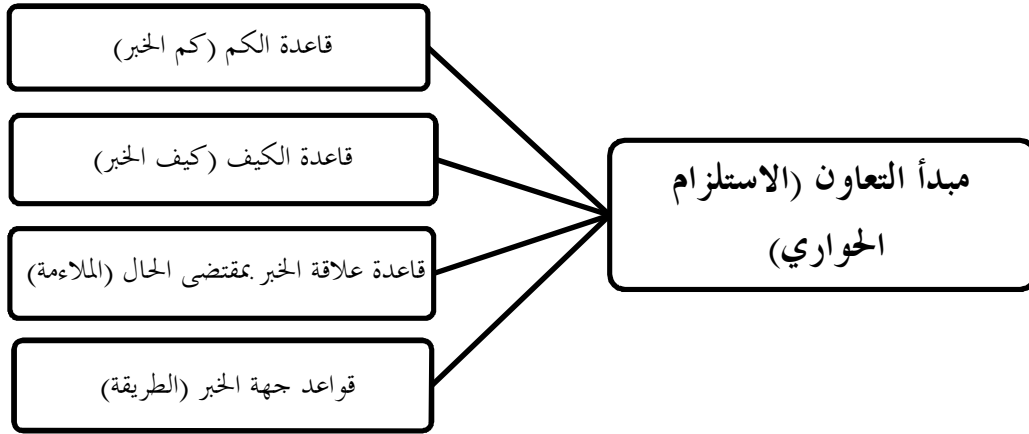 مبدأ التعاون (الاستلزام
الحواري)
قاعدة الكم (كم الخبر)
قاعدة الكيف (كيف الخبر)
قاعدة علاقة الخبر بمقتضى الحال (الملاءمة)
قواعد جهة الخبر (الطريقة)